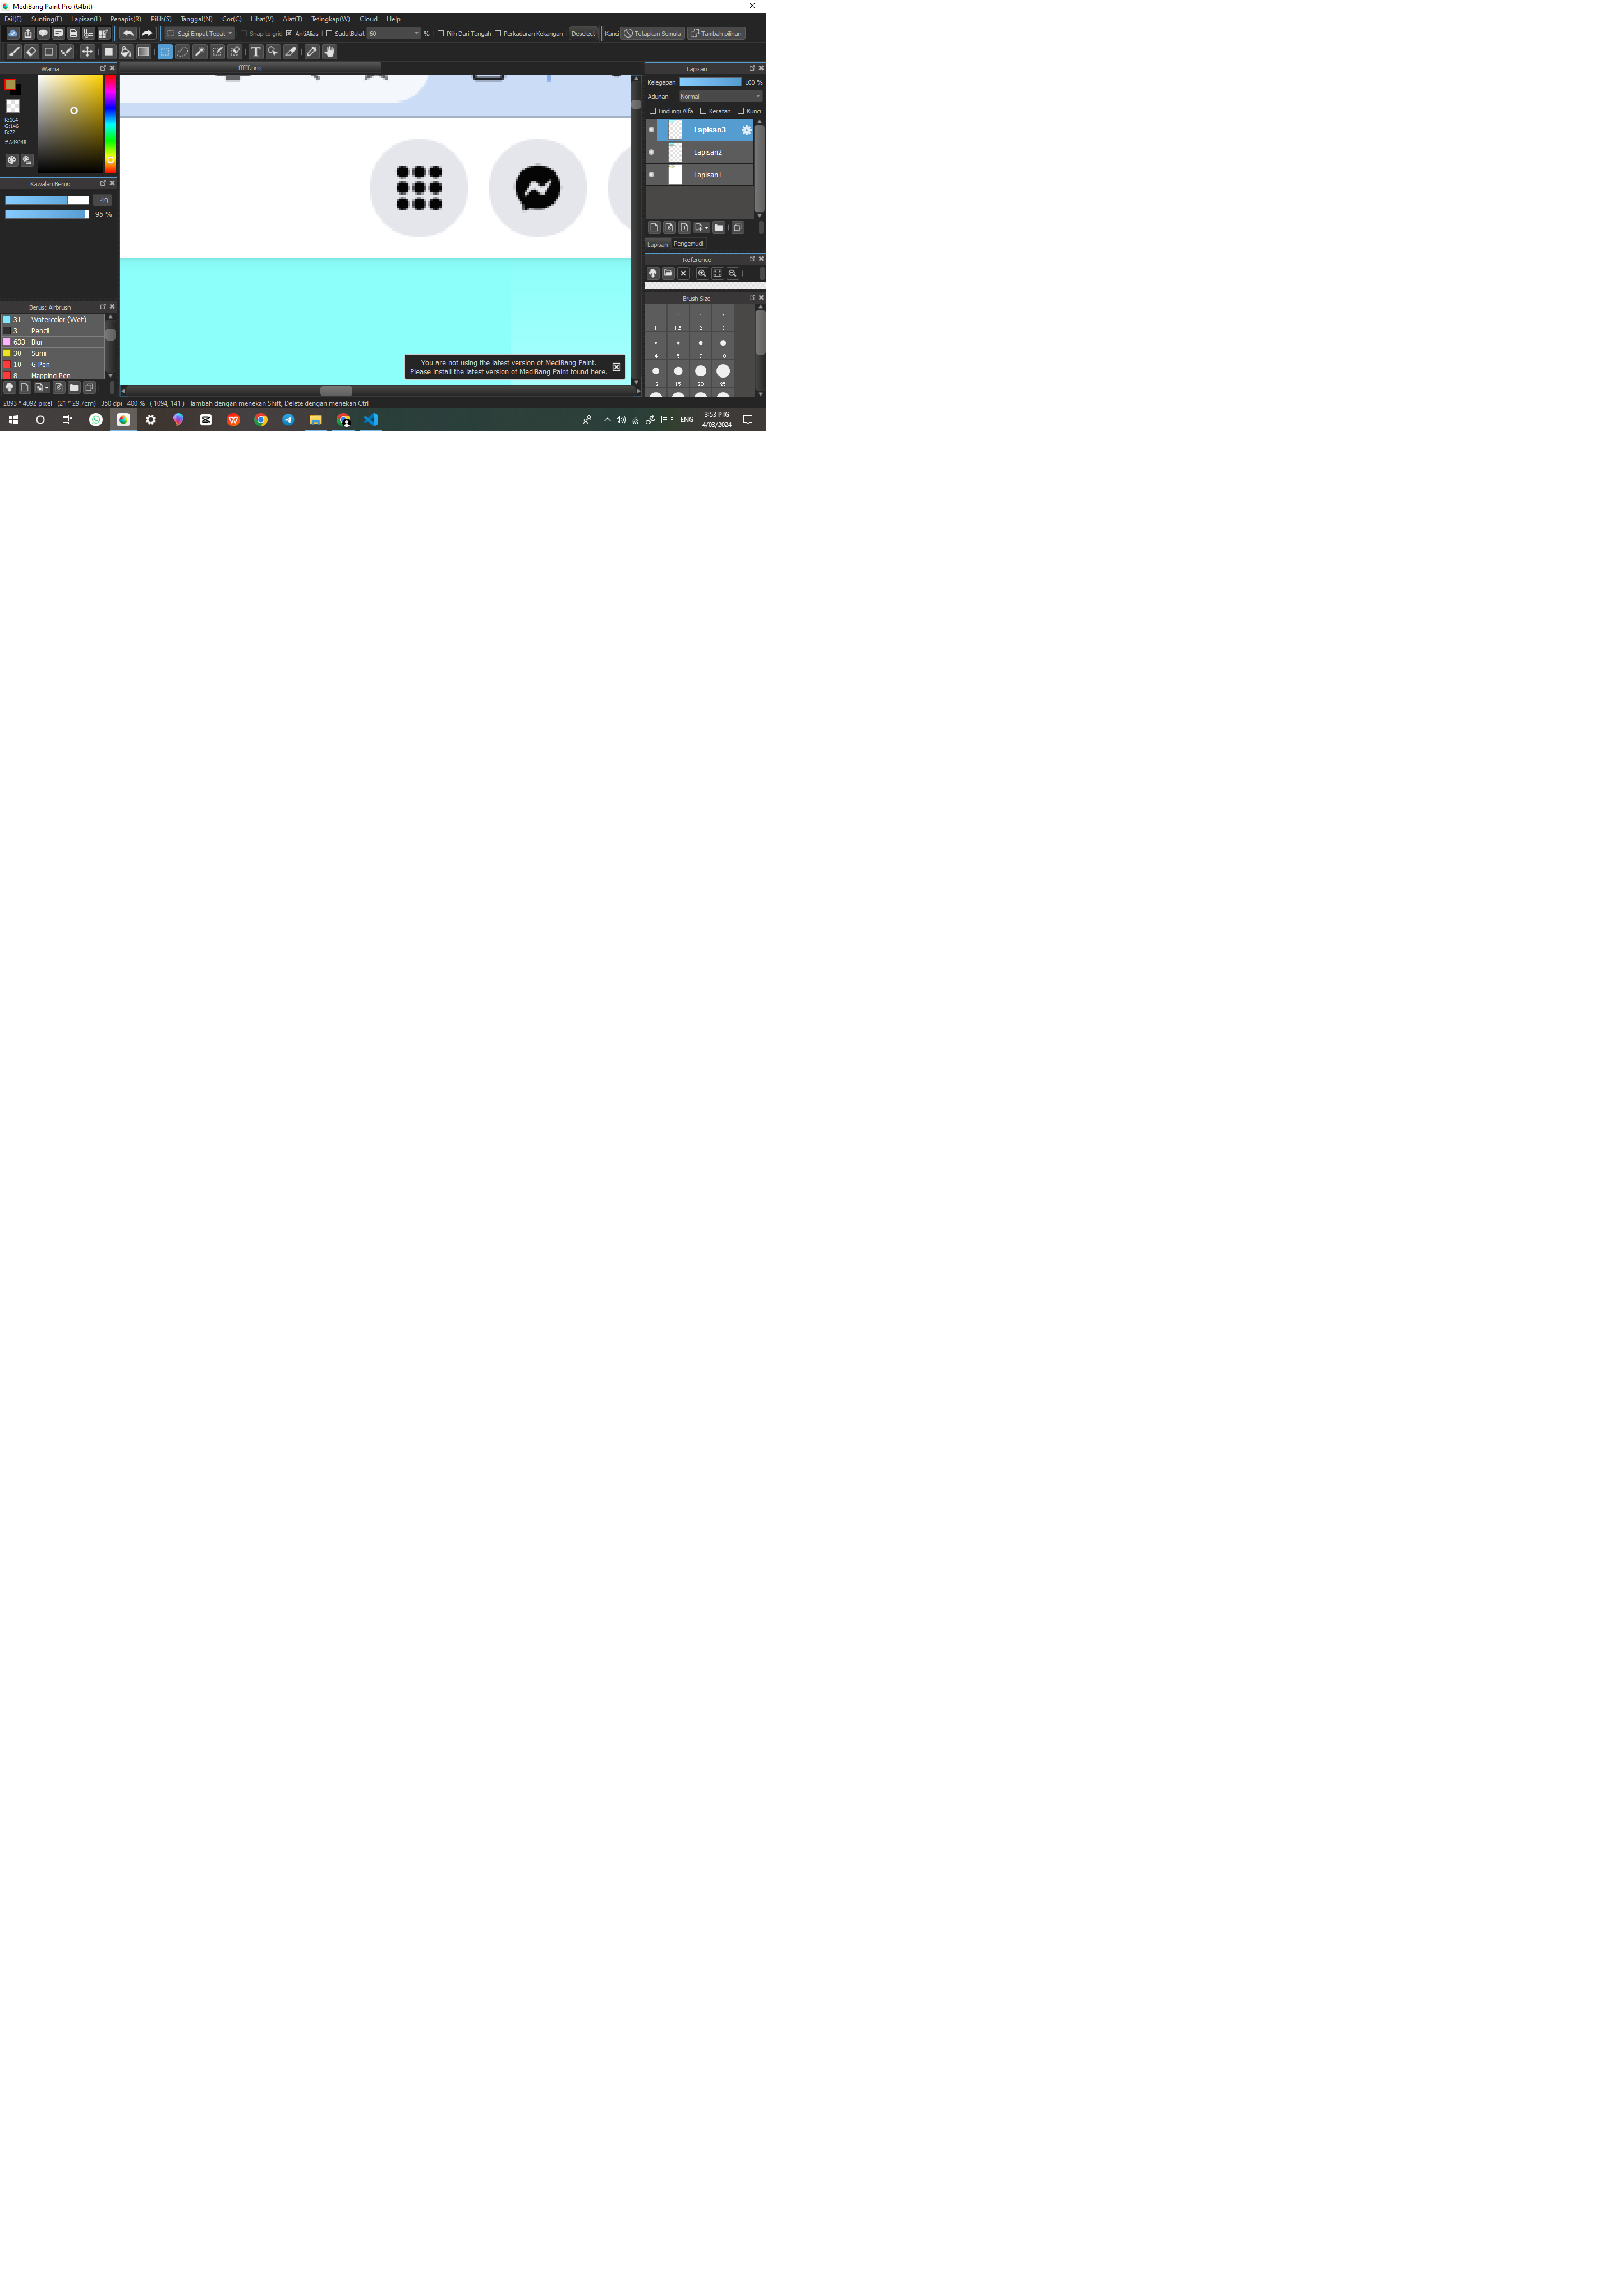 MediBang Paint Pro (64bit)
Fail(F) Sunting(E) Lapisan(L) Penapis(R) Pilih(S) Tanggal(N) Cor(C) Lihat(V) Alat(T) Tetingkap(W) Cloud Help
Segi Empat Tepat Snap to grid AntiAlias SudutBulat 60 % Pilih Dari Tengah Perkadaran Kekangan Deselect Kunci Tetapkan Semula Tambah pilihan
Warna
fffff.png
Lapisan
R:164
G:146
B:72
#A49248
Kelegapan 100 %
Adunan Normal
Lindungi Alfa Keratan Kunci
Lapisan3
Lapisan2
Lapisan1
Kawalan Berus
49
95 %
Lapisan Pengemudi
Reference
Brush Size
1 1.5 2 3
4 5 7 10
12 15 20 25
Berus: Airbrush
31 Watercolor (Wet)
3 Pencil
633 Blur
30 Sumi
10 G Pen
8 Mapping Pen
You are not using the latest version of MediBang Paint.
Please install the latest version of MediBang Paint found here.
2893 * 4092 pixel (21 * 29.7cm) 350 dpi 400 % ( 1094, 141 ) Tambah dengan menekan Shift, Delete dengan menekan Ctrl
ENG
3:53 PTG
4/03/2024